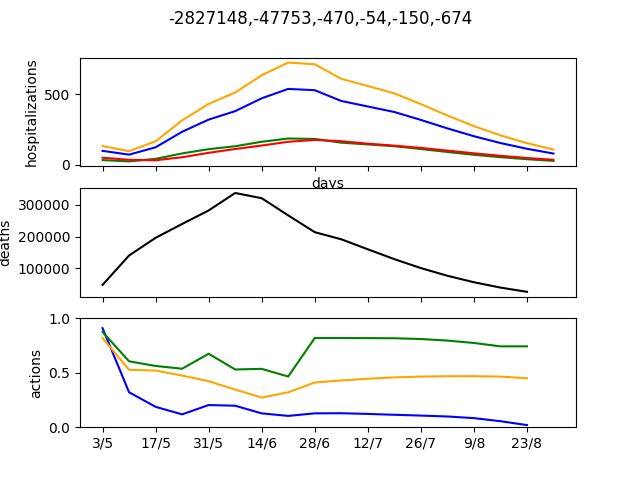 -2827148,-47753,-470,-54,-150,-674
hospitalizations
500
0
days
deaths
300000
200000
100000
actions
1.0
0.5
0.0
3/5 17/5 31/5 14/6 28/6 12/7 26/7 9/8 23/8